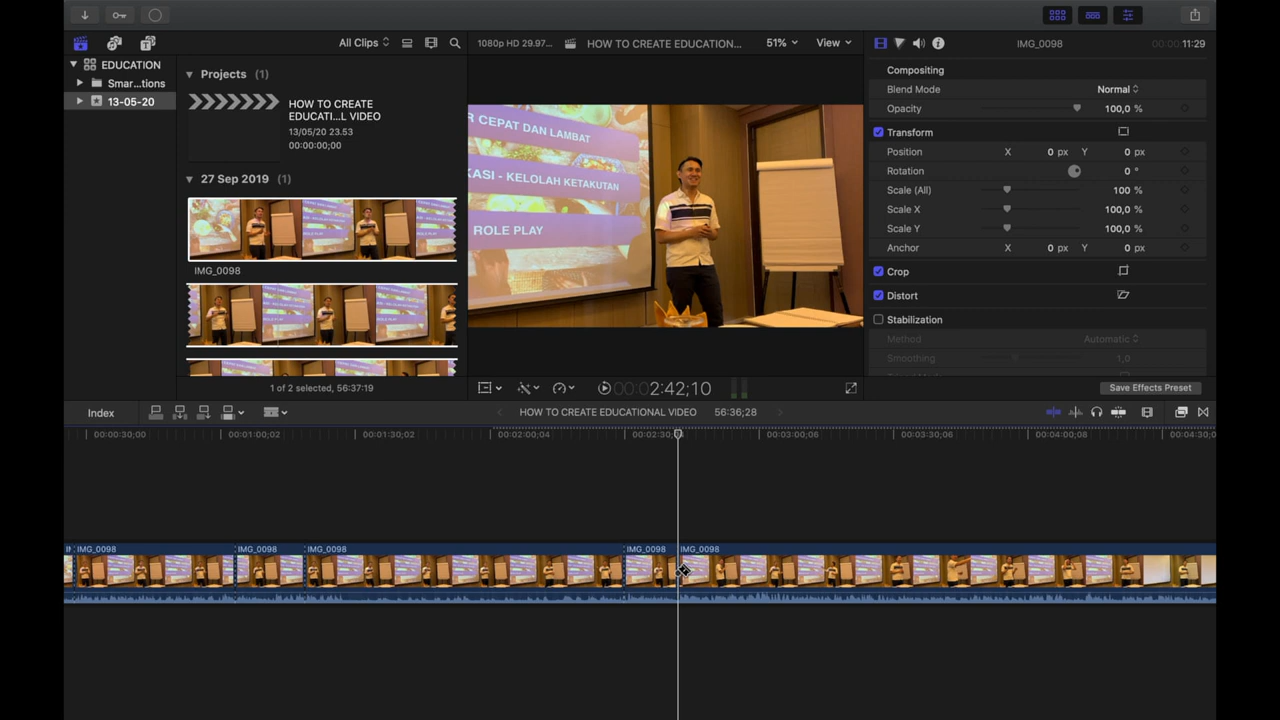 All Clips
1080p HD 29.97...
HOW TO CREATE EDUCATION...
51%
View
IMG_0098
00:00:11:29
EDUCATION
Smar...tions
13-05-20
Projects (1)
HOW TO CREATE
EDUCATI...L VIDEO
13/05/20 23.53
00:00:00;00
27 Sep 2019 (1)
IMG_0098
1 of 2 selected, 56:37:19
R CEPAT DAN LAMBAT
KASI - KELOLAH KETAKUTAN
ROLE PLAY
00:00:2:42;10
Compositing
Blend Mode Normal
Opacity 100,0 %
Transform
Position X 0 px Y 0 px
Rotation 0 °
Scale (All) 100 %
Scale X 100,0 %
Scale Y 100,0 %
Anchor X 0 px Y 0 px
Crop
Distort
Stabilization
Method Automatic
Smoothing 1,0
Save Effects Preset
Index
HOW TO CREATE EDUCATIONAL VIDEO 56:36;28
00:00:30;00 00:01:00;02 00:01:30;02 00:02:00;04 00:02:30; 00:03:00;06 00:03:30;06 00:04:00;08 00:04:30;0
IMG_0098 IMG_0098 IMG_0098 IMG_0098 IMG_0098